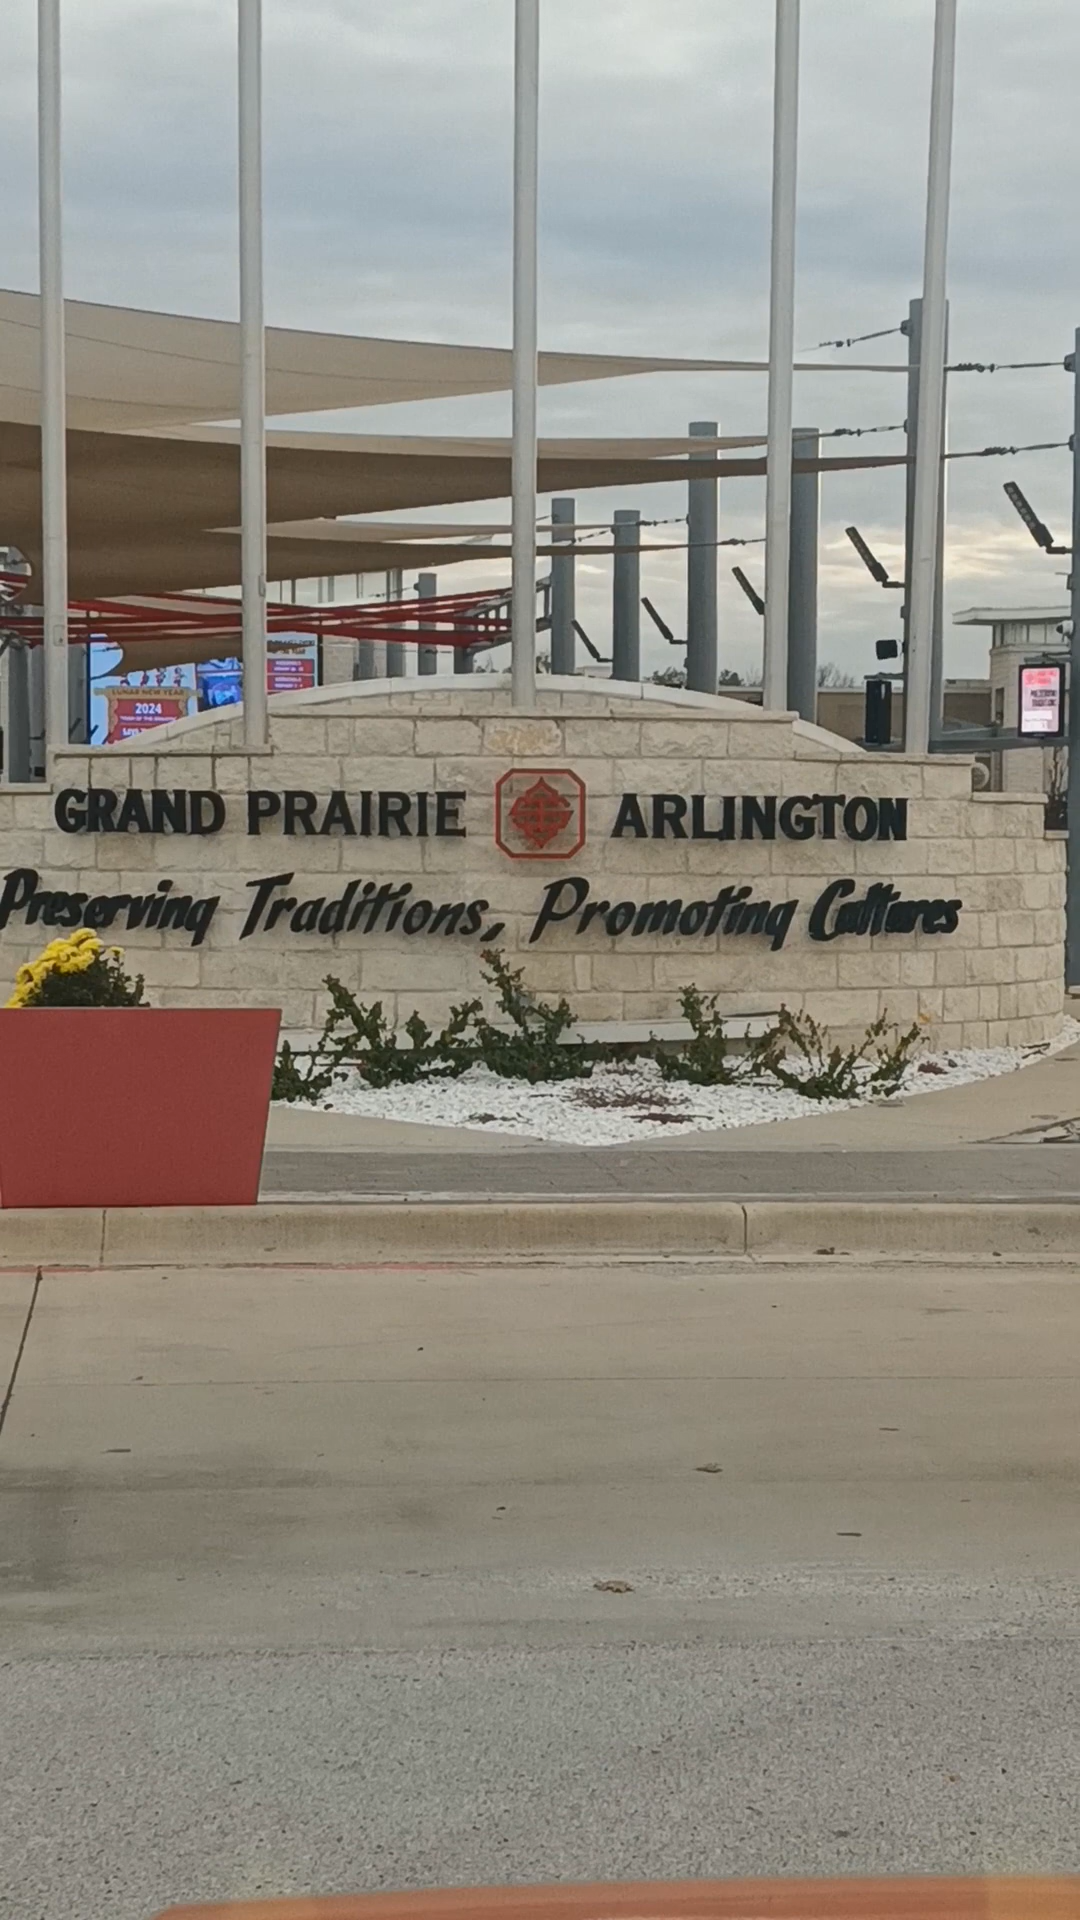 LUNAR NEW YEAR
2024
GRAND PRAIRIE ARLINGTON
Preserving Traditions, Promoting Cultures